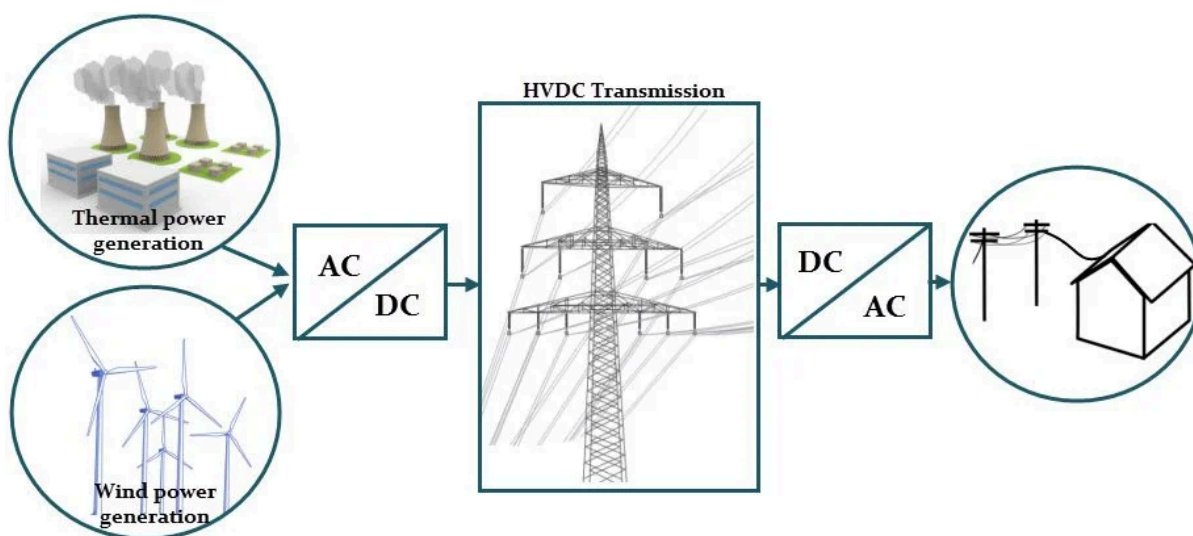 Thermal power
generation
Wind power
generation
AC
DC
HVDC Transmission
DC
AC